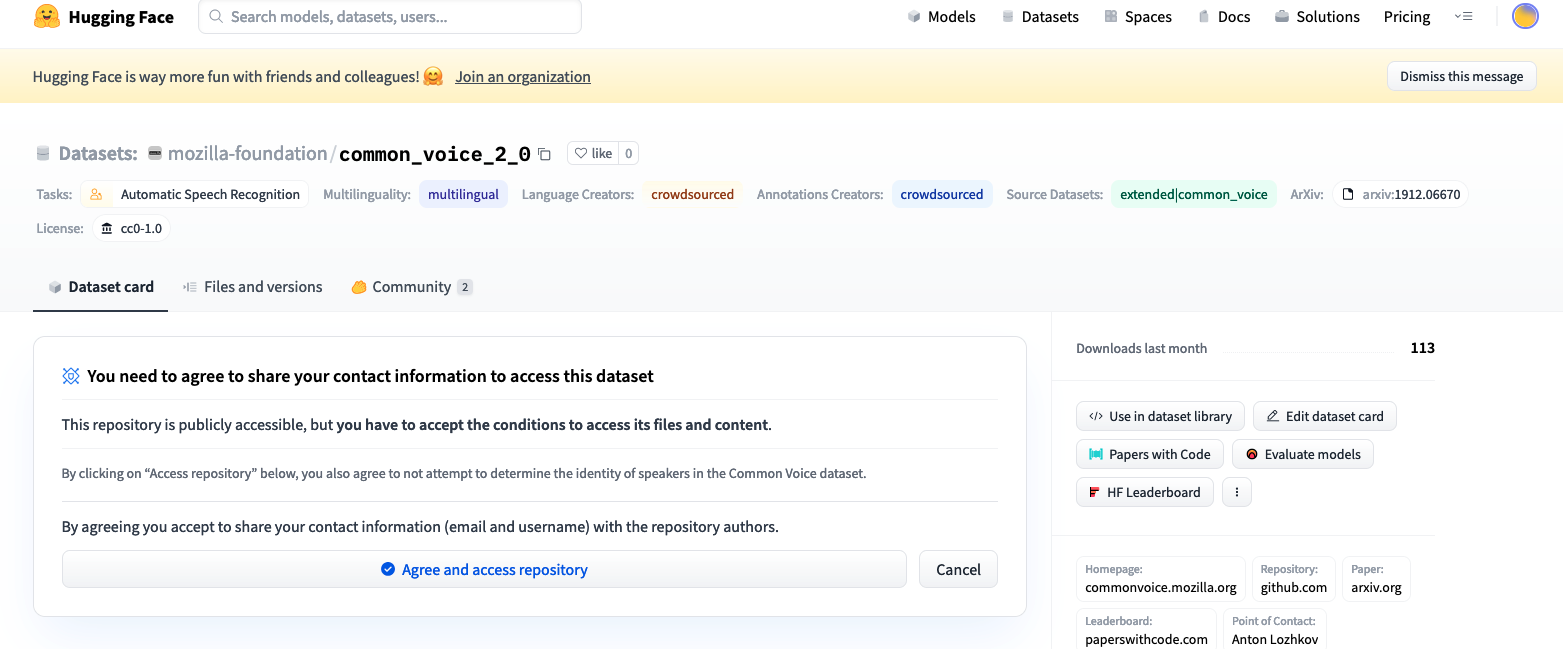 Hugging Face
Search models, datasets, users...
Models
Datasets
Spaces
Docs
Solutions
Pricing
Hugging Face is way more fun with friends and colleagues! 🤗 Join an organization
Dismiss this message
Datasets: mozilla-foundation/common_voice_2_0
like 0
Tasks: Automatic Speech Recognition Multilinguality: multilingual Language Creators: crowdsourced Annotations Creators: crowdsourced Source Datasets: extended|common_voice ArXiv: arxiv:1912.06670
License: cc0-1.0
Dataset card
Files and versions
Community 2
You need to agree to share your contact information to access this dataset
This repository is publicly accessible, but you have to accept the conditions to access its files and content.
By clicking on “Access repository” below, you also agree to not attempt to determine the identity of speakers in the Common Voice dataset.
By agreeing you accept to share your contact information (email and username) with the repository authors.
Agree and access repository
Cancel
Downloads last month 113
</> Use in dataset library
Edit dataset card
Papers with Code
Evaluate models
HF Leaderboard
Homepage:
commonvoice.mozilla.org
Repository:
github.com
Paper:
arxiv.org
Leaderboard:
paperswithcode.com
Point of Contact:
Anton Lozhkov